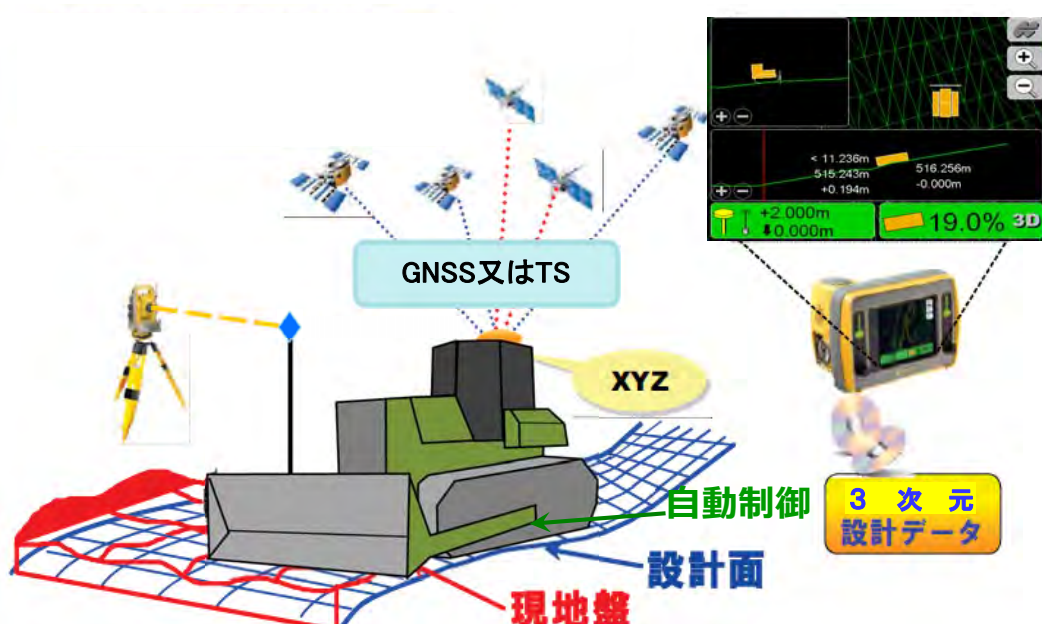 < 11.236m
515.243m
+0.194m
516.256m
-0.000m
+2.000m
⬇0.000m
19.0% 3D
GNSS又はTS
XYZ
自動制御
3 次 元
設計データ
設計面
現地盤